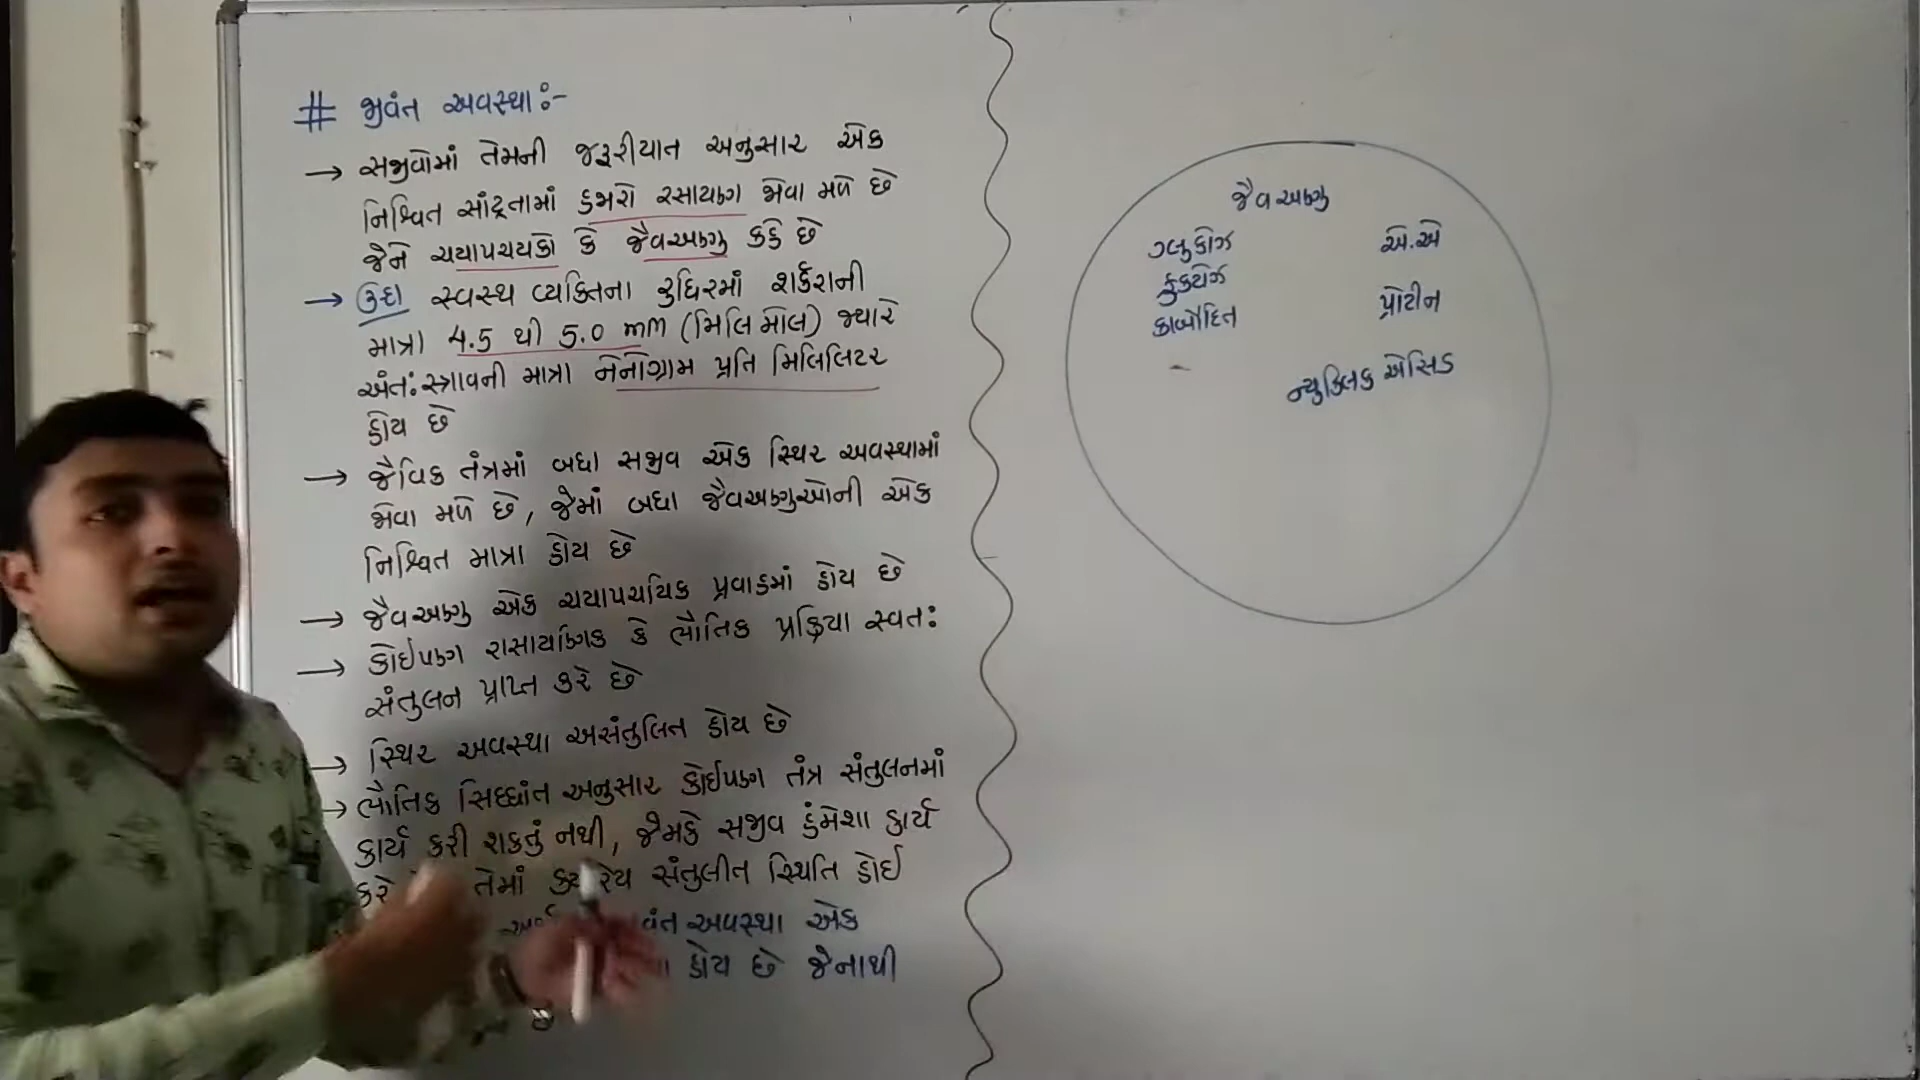 # જીવંત અવસ્થા:-
→ સજીવોમાં તેમની જરૂરીયાત અનુસાર એક
નિશ્ચિત સાંદ્રતામાં હજારો રસાયણ જોવા મળે છે
જેને ચયાપચયકો કે જૈવઅણુ કહે છે
→ ઉદા સ્વસ્થ વ્યક્તિના રુધિરમાં શર્કરાની
માત્રા 4.5 થી 5.0 mM (મિલિમોલ) જ્યારે
અંત:સ્ત્રાવની માત્રા નેનોગ્રામ પ્રતિ મિલિલિટર
હોય છે
→ જૈવિક તંત્રમાં બધા સજીવ એક સ્થિર અવસ્થામાં
જોવા મળે છે, જેમાં બધા જૈવઅણુઓની એક
નિશ્ચિત માત્રા હોય છે
→ જૈવઅણુ એક ચયાપચયિક પ્રવાહમાં હોય છે
→ કોઇપણ રાસાયણિક કે ભૌતિક પ્રક્રિયા સ્વત:
સંતુલન પ્રાપ્ત કરે છે
→ સ્થિર અવસ્થા અસંતુલિત હોય છે
→ ભૌતિક સિદ્ધાંત અનુસાર કોઈપણ તંત્ર સંતુલનમાં
કાર્ય કરી શકતું નથી, જેમકે સજીવ હંમેશા કાર્ય
કરે તેમાં ક્યારેય સંતુલીત સ્થિતિ હોઈ
અવસ્થા એક
હોય છે જેનાથી
છે
જૈવઅણુ
ગ્લુકોઝ એ.એ
ફ્રુક્ટોઝ
કાર્બોદિત પ્રોટીન
ન્યુક્લિક એસિડ